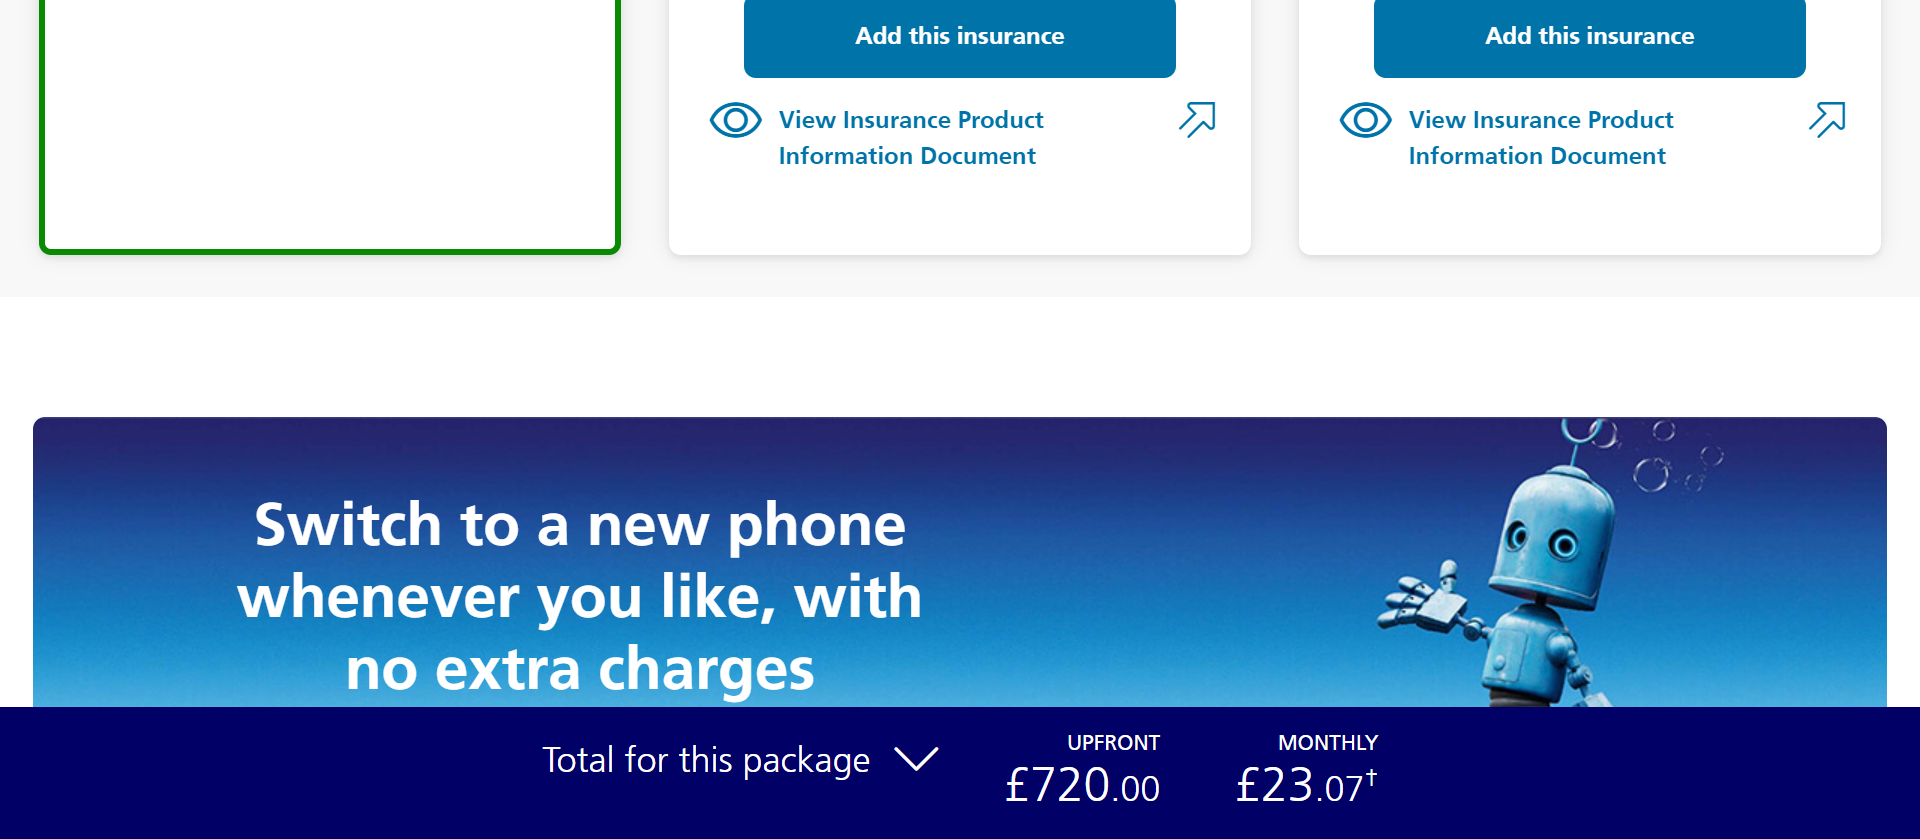 Add this insurance
View Insurance Product
Information Document
Add this insurance
View Insurance Product
Information Document
Switch to a new phone
whenever you like, with
no extra charges
Total for this package
UPFRONT
£720.00
MONTHLY
£23.07†